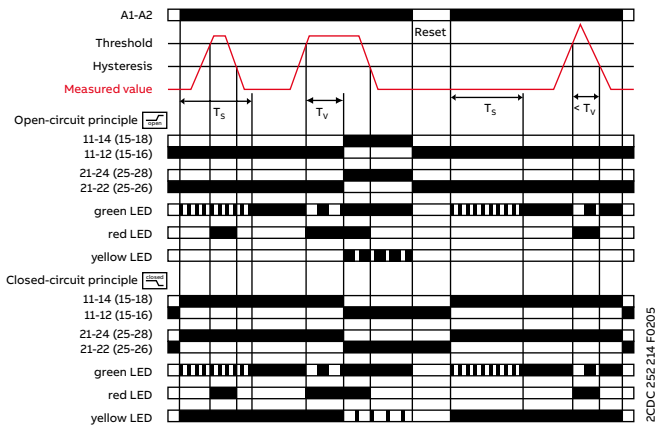 A1-A2
Reset
Threshold
Hysteresis
Measured value
Ts Tv Ts < Tv
Open-circuit principle open
11-14 (15-18)
11-12 (15-16)
21-24 (25-28)
21-22 (25-26)
green LED
red LED
yellow LED
Closed-circuit principle closed
11-14 (15-18)
11-12 (15-16)
21-24 (25-28)
21-22 (25-26)
green LED
red LED
yellow LED
2CDC 252 214 F0205